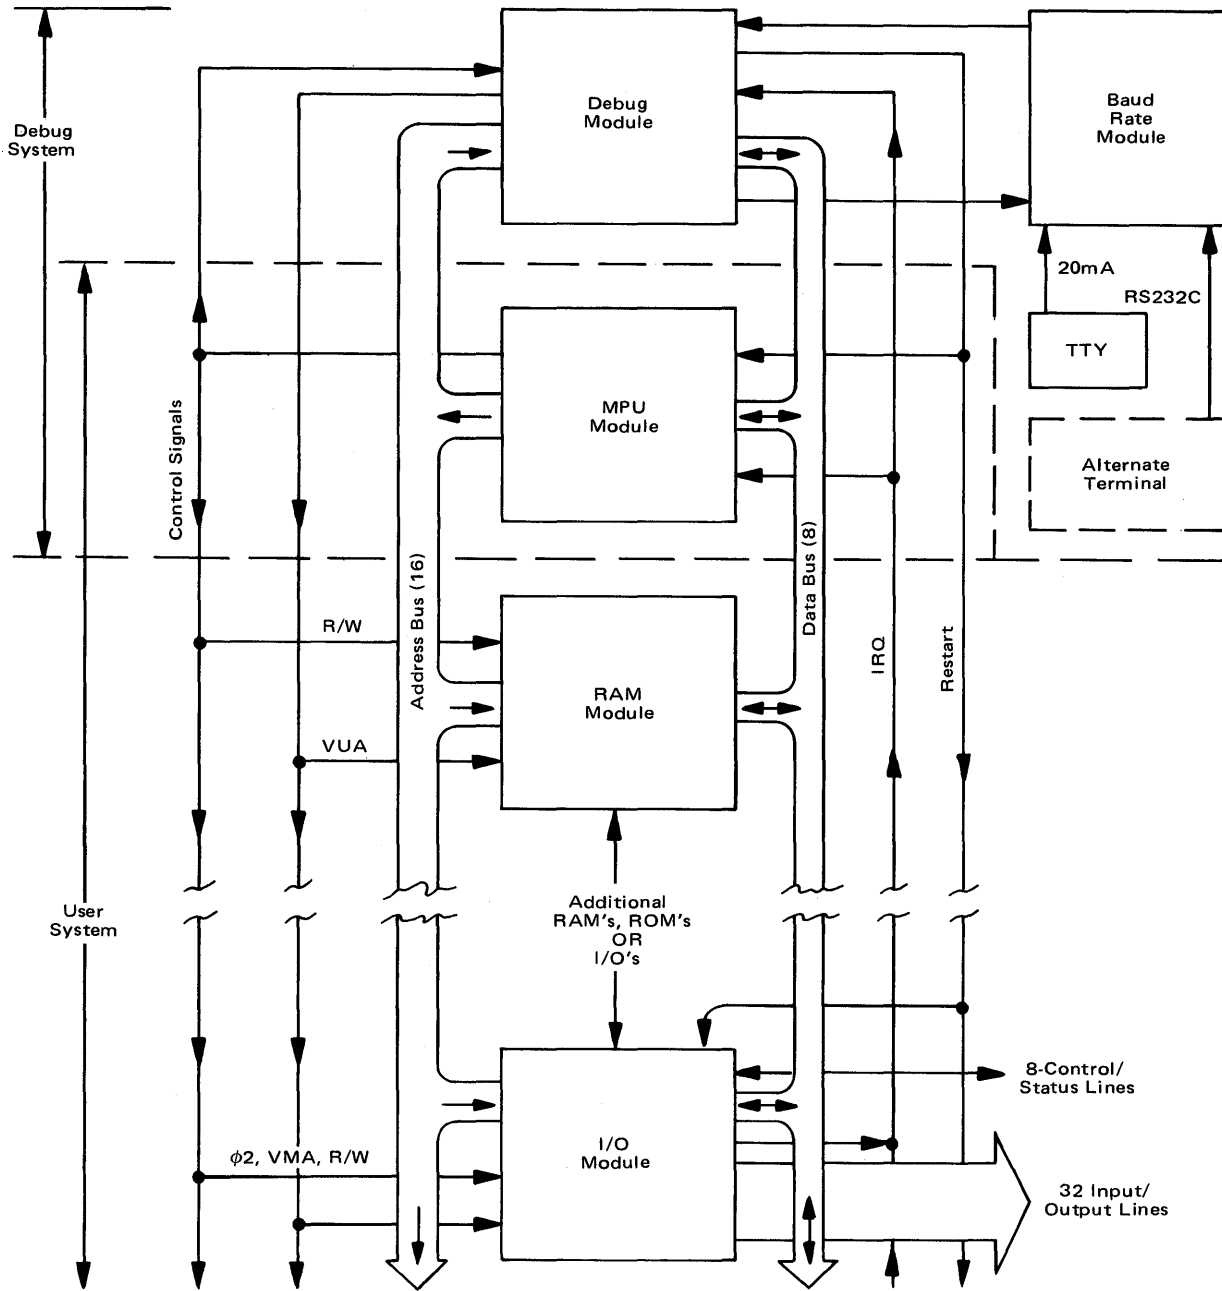 Debug
System
Debug
Module
Baud
Rate
Module
20mA
RS232C
TTY
Alternate
Terminal
MPU
Module
Control Signals
Address Bus (16)
Data Bus (8)
IRQ
Restart
R/W
RAM
Module
VUA
User
System
Additional
RAM's, ROM's
OR
I/O's
8-Control/
Status Lines
I/O
Module
ϕ2, VMA, R/W
32 Input/
Output Lines